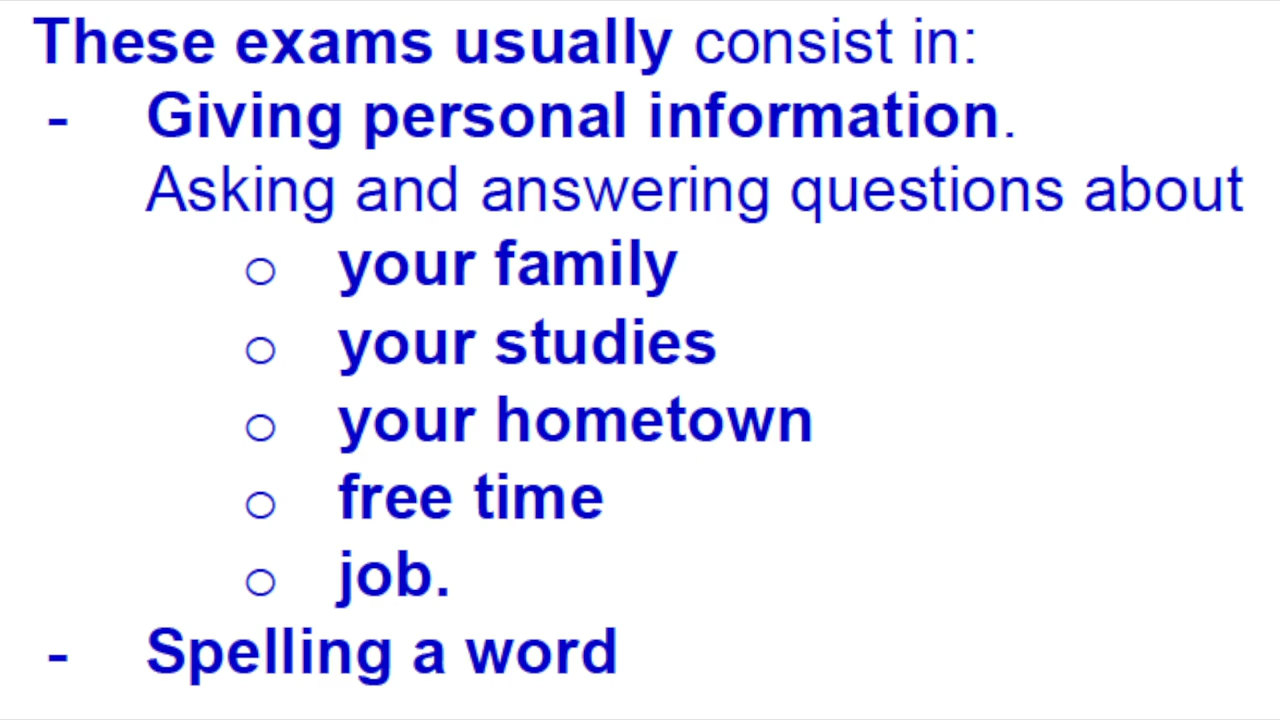 These exams usually consist in:
- Giving personal information.
Asking and answering questions about
o your family
o your studies
o your hometown
o free time
o job.
- Spelling a word